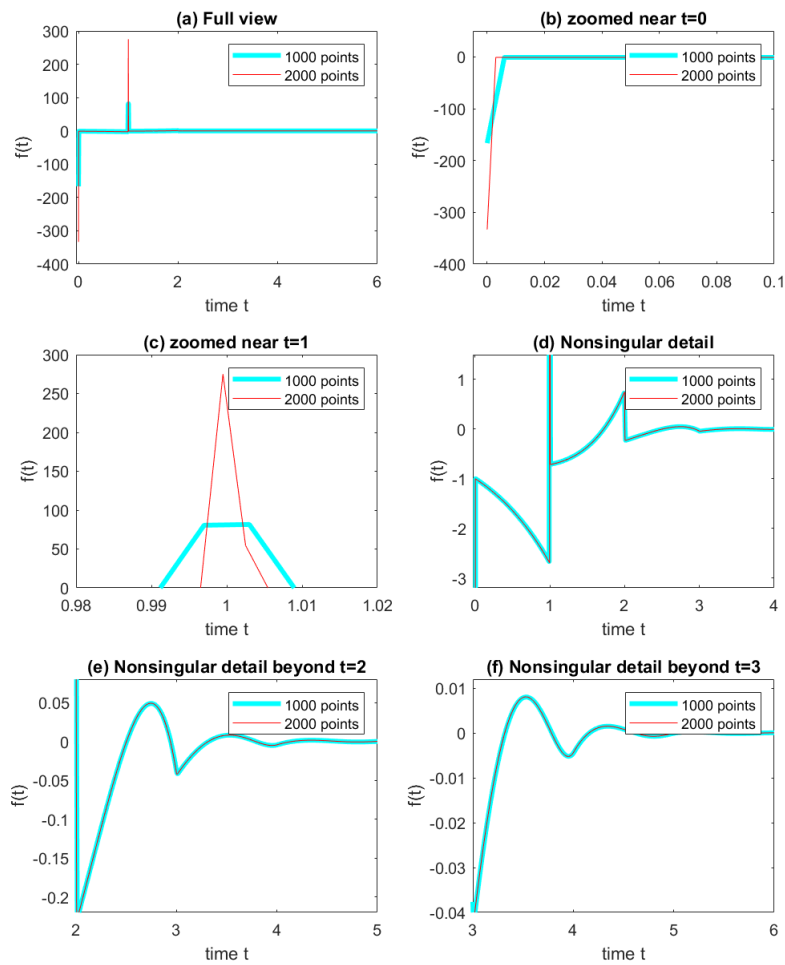 (a) Full view
300
200
100
0
-100
-200
-300
-400
f(t)
0
2
4
6
time t
1000 points
2000 points
(b) zoomed near t=0
0
-100
-200
-300
-400
f(t)
0
0.02
0.04
0.06
0.08
0.1
time t
1000 points
2000 points
(c) zoomed near t=1
300
250
200
150
100
50
0
f(t)
0.98
0.99
1
1.01
1.02
time t
1000 points
2000 points
(d) Nonsingular detail
1
0
-1
-2
-3
f(t)
0
1
2
3
4
time t
1000 points
2000 points
(e) Nonsingular detail beyond t=2
0.05
0
-0.05
-0.1
-0.15
-0.2
f(t)
2
3
4
5
time t
1000 points
2000 points
(f) Nonsingular detail beyond t=3
0.01
0
-0.01
-0.02
-0.03
-0.04
f(t)
3
4
5
6
time t
1000 points
2000 points